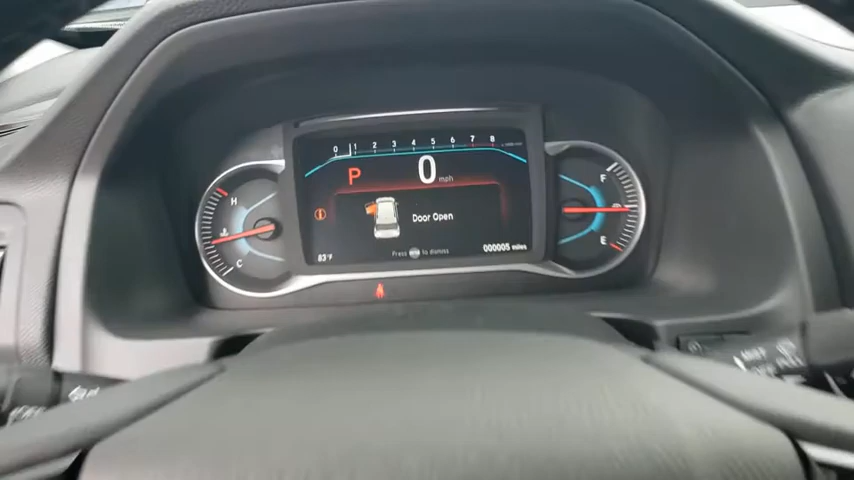 0 1 2 3 4 5 6 7 8
P 0 mph
H F
Door Open
C E
Press to dismiss
83°F 000005 miles